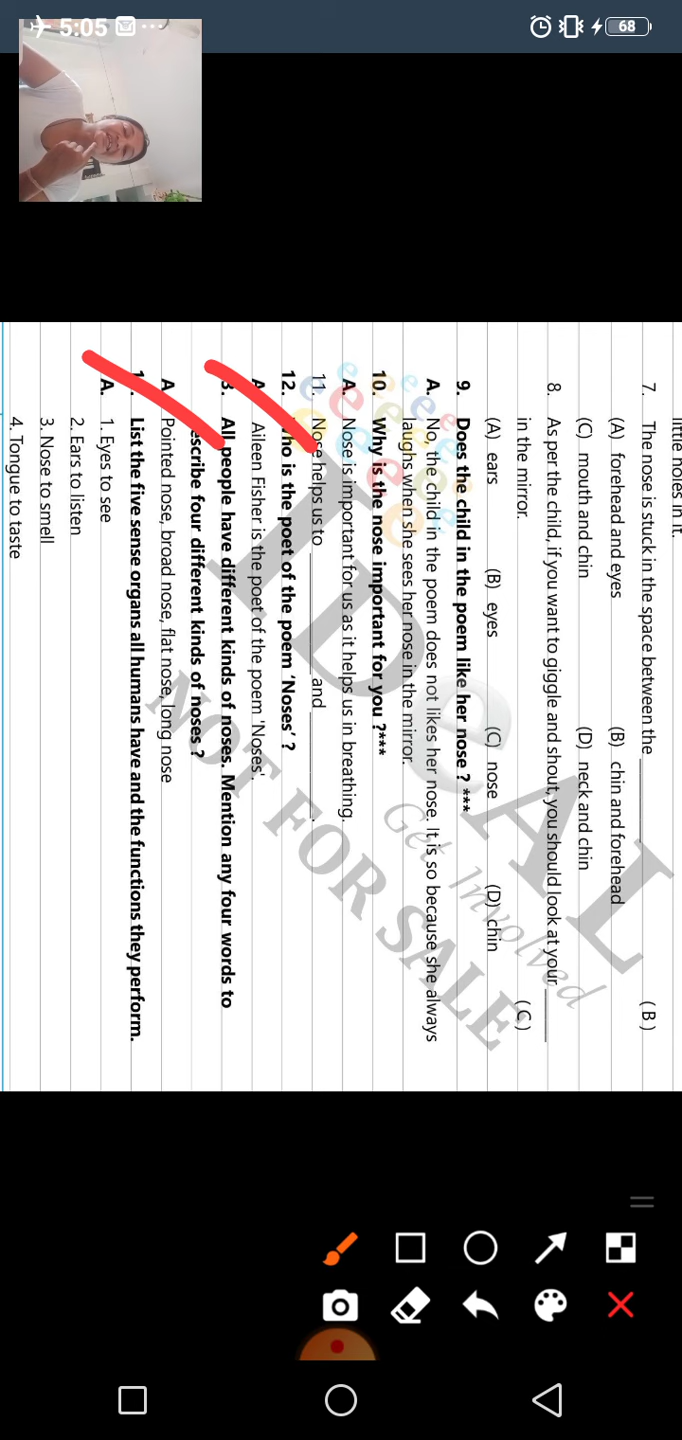 5:05
68
little holes in it.
7. The nose is stuck in the space between the ________ (B)
(A) forehead and eyes (B) chin and forehead
(C) mouth and chin (D) neck and chin
8. As per the child, if you want to giggle and shout, you should look at your ________
in the mirror. (C)
(A) ears (B) eyes (C) nose (D) chin
9. Does the child in the poem like her nose ? ***
A. No, the child in the poem does not likes her nose. It is so because she always
laughs when she sees her nose in the mirror.
10. Why is the nose important for you ?***
A. Nose is important for us as it helps us in breathing.
11. Nose helps us to ________ and ________.
12. who is the poet of the poem 'Noses' ?
A Aileen Fisher is the poet of the poem 'Noses'.
3. All people have different kinds of noses. Mention any four words to
escribe four different kinds of noses ?
A Pointed nose, broad nose, flat nose, long nose
1 . List the five sense organs all humans have and the functions they perform.
A. 1. Eyes to see
2. Ears to listen
3. Nose to smell
4. Tongue to taste
IDeAL
Get Involved
NOT FOR SALE